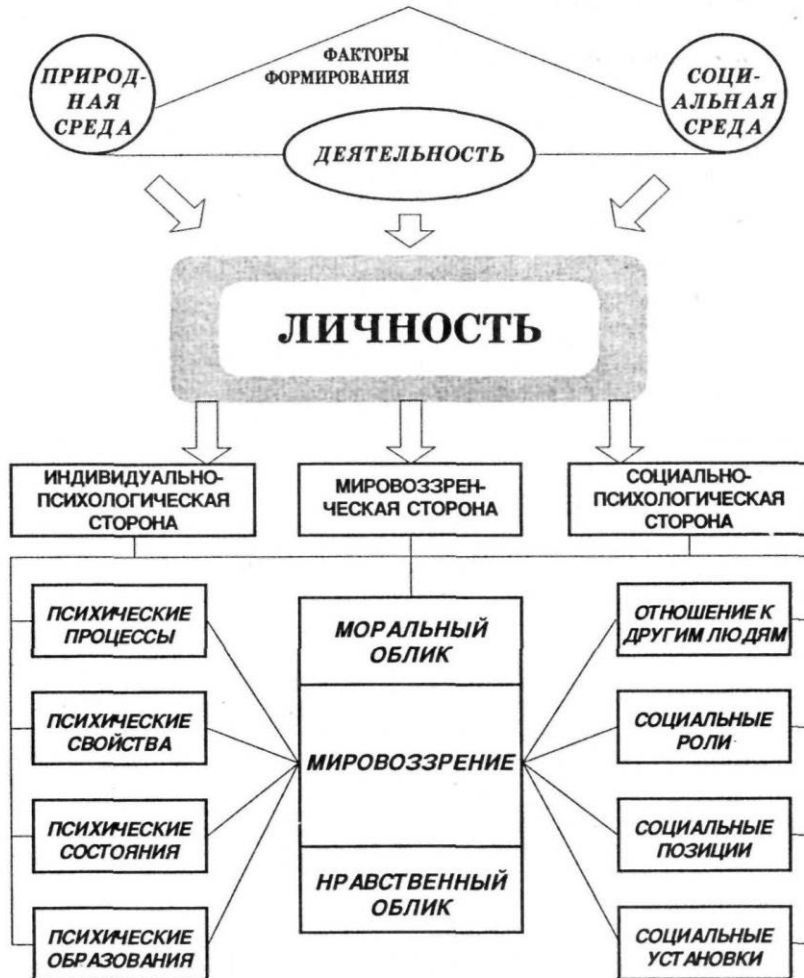 ФАКТОРЫ
ФОРМИРОВАНИЯ
ПРИРОД-
НАЯ
СРЕДА
СОЦИ-
АЛЬНАЯ
СРЕДА
ДЕЯТЕЛЬНОСТЬ
ЛИЧНОСТЬ
ИНДИВИДУАЛЬНО-
ПСИХОЛОГИЧЕСКАЯ
СТОРОНА
МИРОВОЗЗРЕН-
ЧЕСКАЯ СТОРОНА
СОЦИАЛЬНО-
ПСИХОЛОГИЧЕСКАЯ
СТОРОНА
ПСИХИЧЕСКИЕ
ПРОЦЕССЫ
ПСИХИЧЕСКИЕ
СВОЙСТВА
ПСИХИЧЕСКИЕ
СОСТОЯНИЯ
ПСИХИЧЕСКИЕ
ОБРАЗОВАНИЯ
МОРАЛЬНЫЙ
ОБЛИК
МИРОВОЗЗРЕНИЕ
НРАВСТВЕННЫЙ
ОБЛИК
ОТНОШЕНИЕ К
ДРУГИМ ЛЮДЯМ
СОЦИАЛЬНЫЕ
РОЛИ
СОЦИАЛЬНЫЕ
ПОЗИЦИИ
СОЦИАЛЬНЫЕ
УСТАНОВКИ